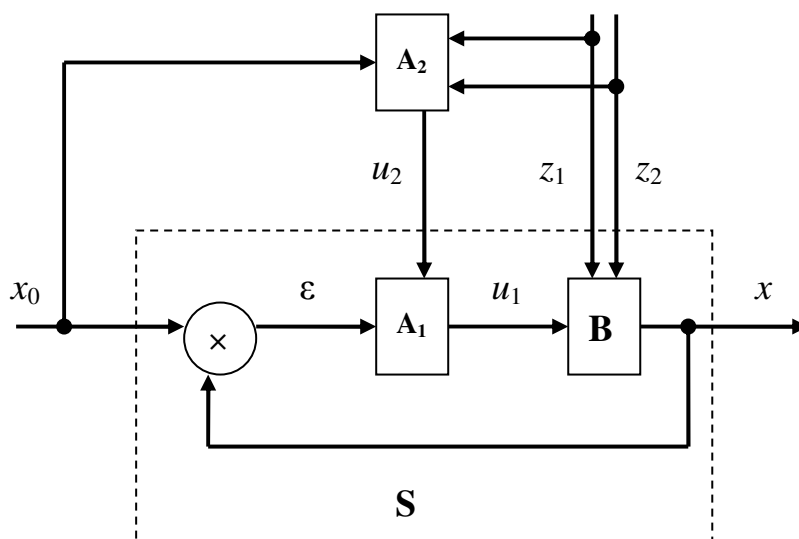 A₂
u₂ z₁ z₂
x₀ ε u₁ x
× A₁ B
S